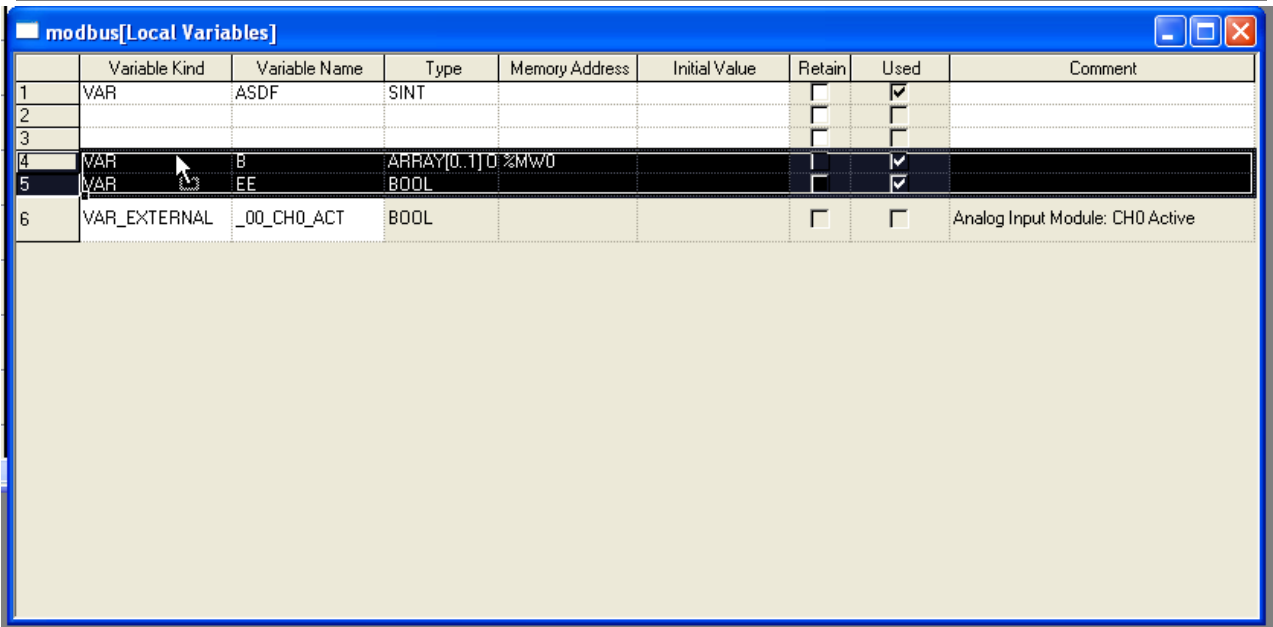 modbus[Local Variables]
Variable Kind Variable Name Type Memory Address Initial Value Retain Used Comment
1 VAR ASDF SINT
2
3
4 VAR B ARRAY[0..1] O %MW0
5 VAR EE BOOL
6 VAR_EXTERNAL _00_CH0_ACT BOOL Analog Input Module: CH0 Active